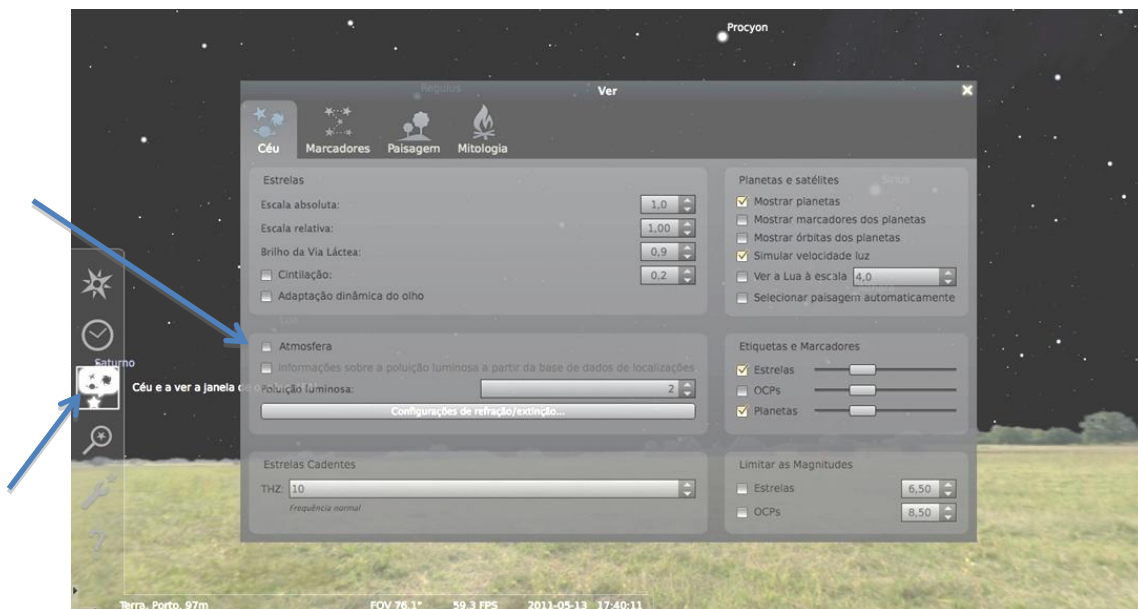 Procyon
Regulus
Ver
Céu Marcadores Paisagem Mitologia
Estrelas
Escala absoluta: 1,0
Escala relativa: 1,00
Brilho da Via Láctea: 0,9
Cintilação: 0,2
Adaptação dinâmica do olho
Planetas e satélites
Sirius
Mostrar planetas
Mostrar marcadores dos planetas
Mostrar órbitas dos planetas
Simular velocidade luz
Ver a Lua à escala 4,0
Selecionar paisagem automaticamente
Lua
Atmosfera
Informações sobre a poluição luminosa a partir da base de dados de localizações
Poluição luminosa: 2
Configurações de refração/extinção...
Etiquetas e Marcadores
Estrelas
OCPs
Planetas
Saturno
Céu e a ver a janela de
Estrelas Cadentes
THZ: 10
Frequência normal
Limitar as Magnitudes
Estrelas 6,50
OCPs 8,50
Terra, Porto, 97m FOV 76.1° 59.3 FPS 2011-05-13 17:40:11